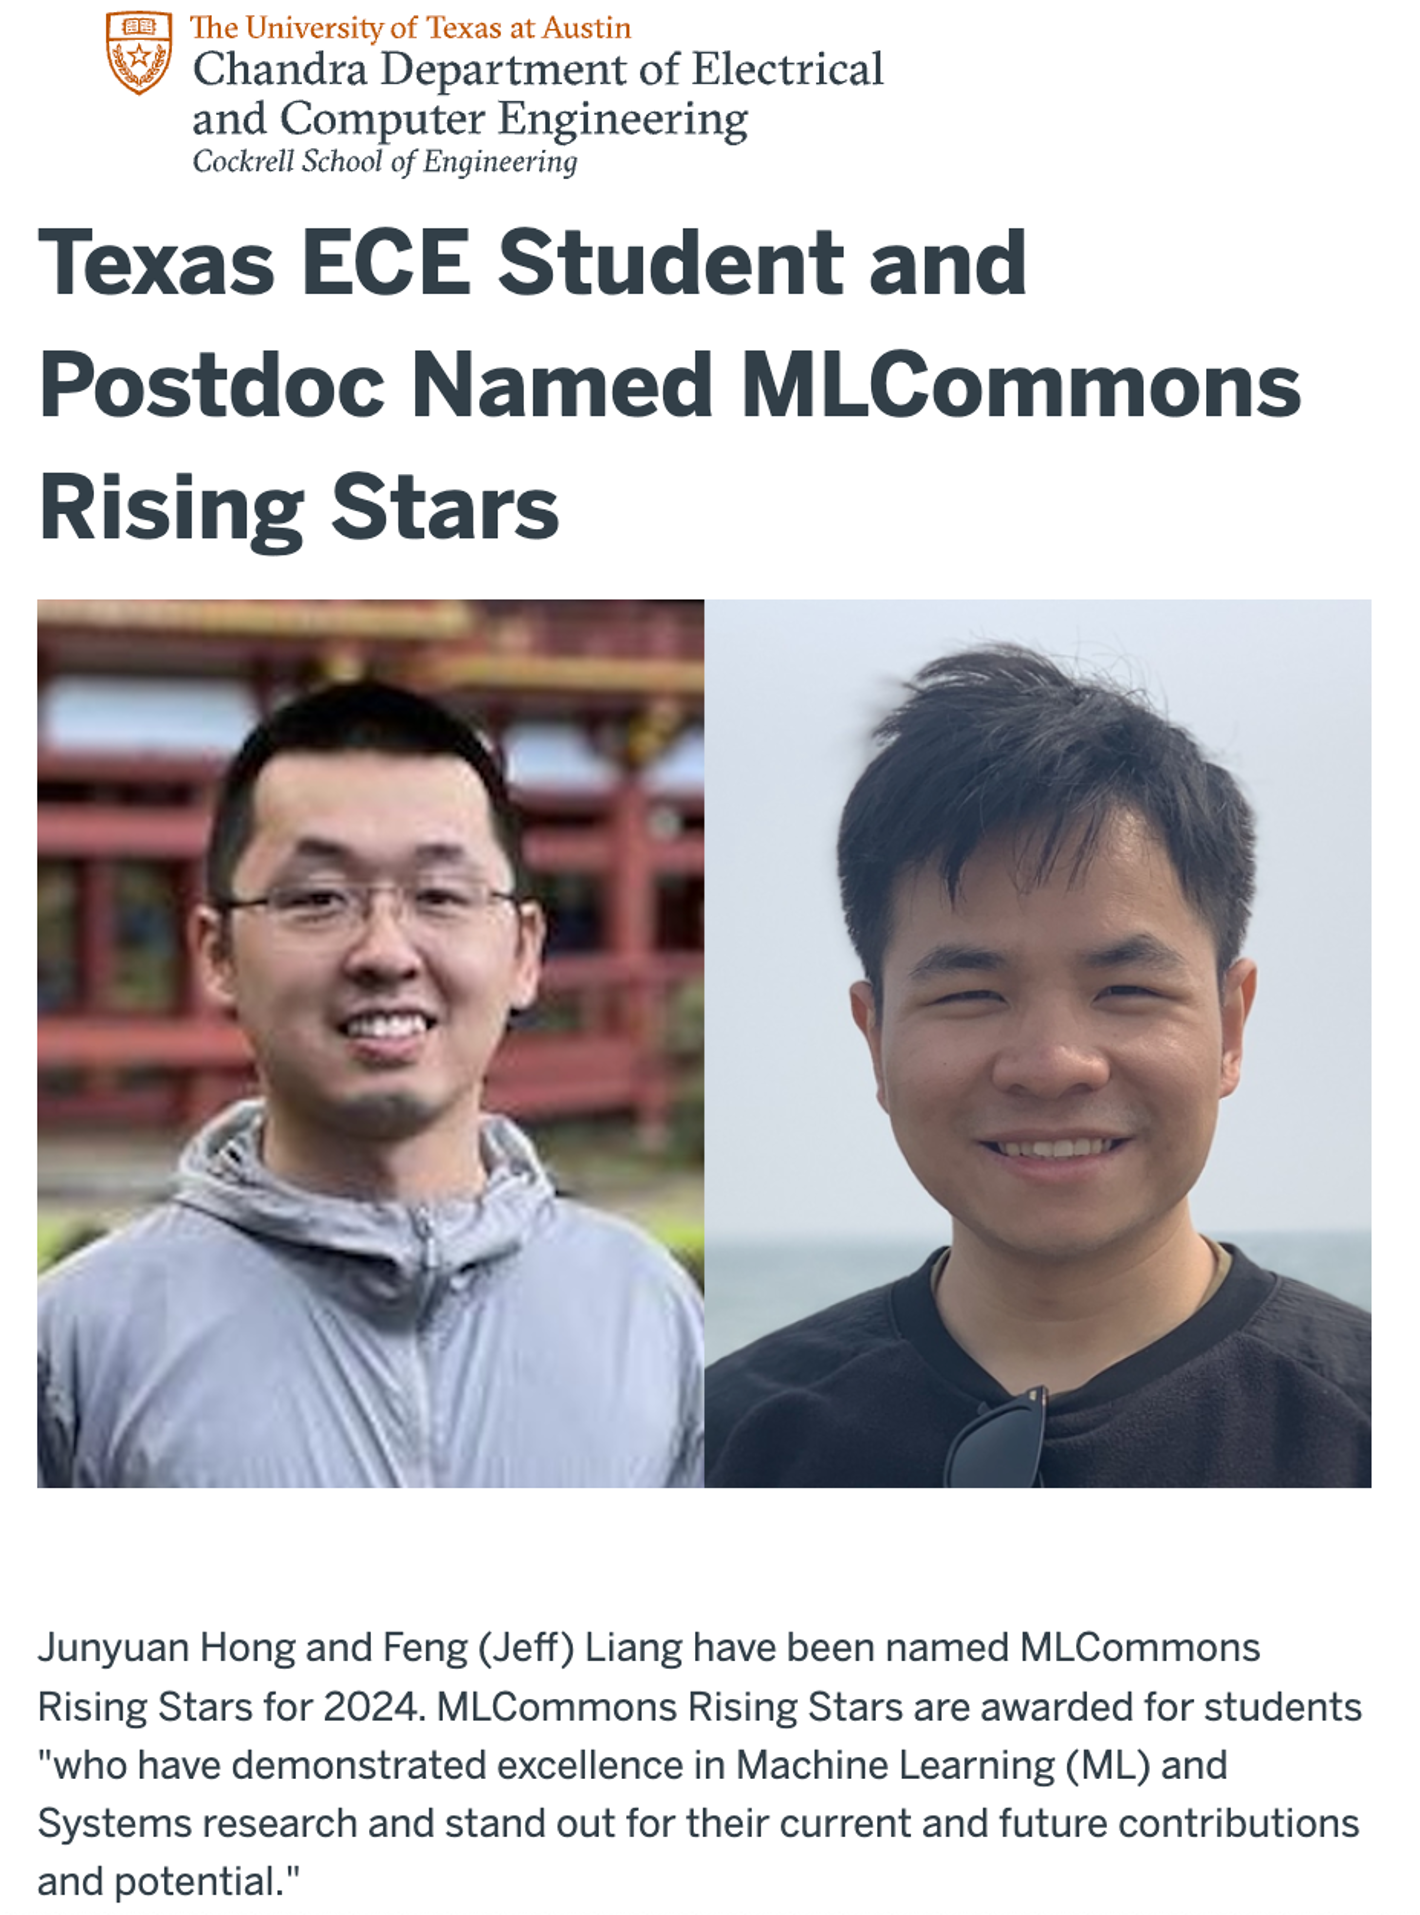 The University of Texas at Austin
Chandra Department of Electrical
and Computer Engineering
Cockrell School of Engineering
Texas ECE Student and
Postdoc Named MLCommons
Rising Stars
Junyuan Hong and Feng (Jeff) Liang have been named MLCommons
Rising Stars for 2024. MLCommons Rising Stars are awarded for students
"who have demonstrated excellence in Machine Learning (ML) and
Systems research and stand out for their current and future contributions
and potential."